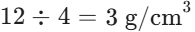 12 ÷ 4 = 3 g/cm³